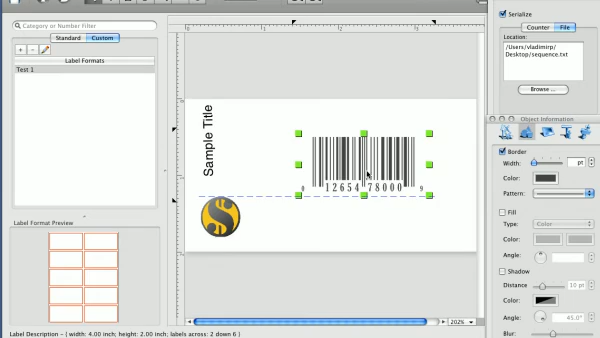 Category or Number Filter
Standard
Custom
Label Formats
Test 1
Label Format Preview
Label Description - ( width: 4.00 inch; height: 2.00 inch; labels across: 2 down 6 )
0
2
3
Sample Title
0 12654 78000 9
202%
Serialize
Counter
File
Location:
/Users/vladimirp/
Desktop/sequence.txt
Browse ...
Object Information
Border
Width:
pt
Color:
Pattern:
Fill
Type:
Color
Color:
Angle:
Shadow
Distance
10 pt
Color:
Angle:
45.0°
Blur: